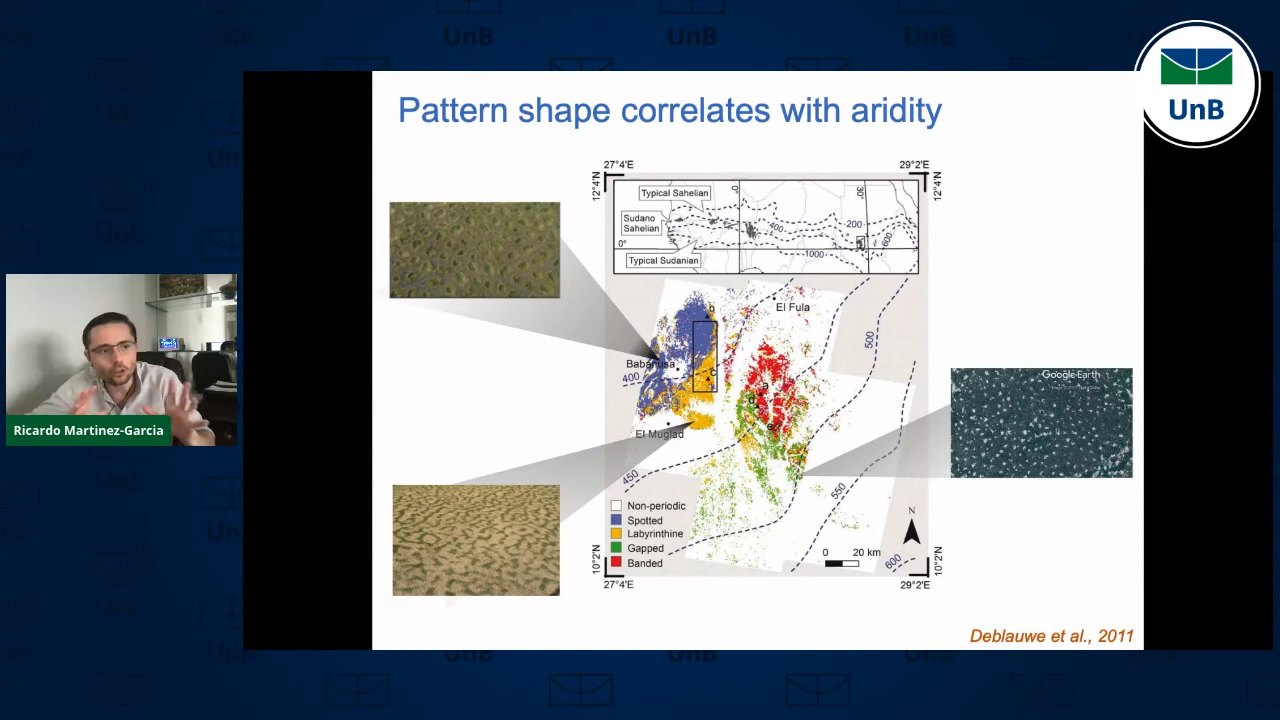 UnB
Pattern shape correlates with aridity
27°4'E
29°2'E
12°4'N
12°4'N
Typical Sahelian
Sudano
Sahelian
Typical Sudanian
0°
0°
30°
400
200
600
1000
b
El Fula
500
Babanusa
400
c
a
d
e
El Muglad
450
550
600
Google Earth
Non-periodic
Spotted
Labyrinthine
Gapped
Banded
N
0 20 km
10°2'N
10°2'N
27°4'E
29°2'E
Deblauwe et al., 2011
Ricardo Martinez-Garcia